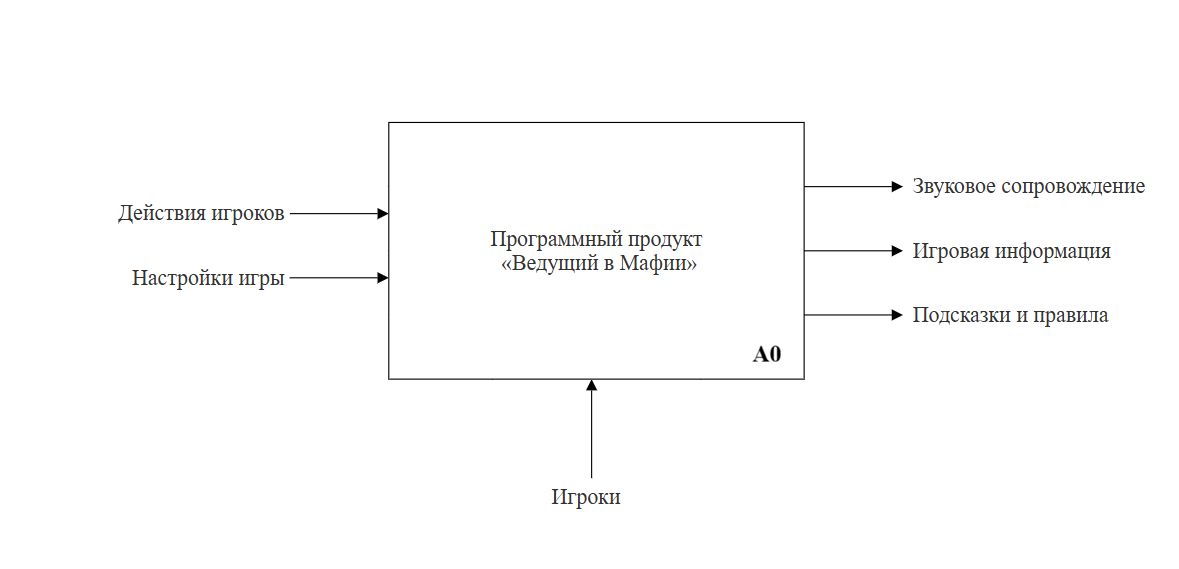 Действия игроков
Настройки игры
Программный продукт
«Ведущий в Мафии»
A0
Звуковое сопровождение
Игровая информация
Подсказки и правила
Игроки